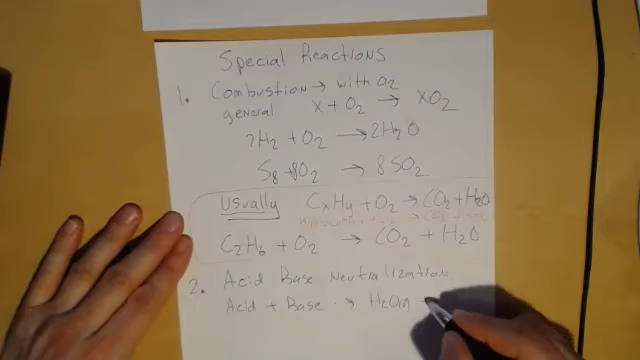 Special Reactions
1. Combustion → with O2
general X + O2 → XO2
2H2 + O2 → 2H2O
S8 + 8O2 → 8SO2
Usually CxHy + O2 → CO2 + H2O
C2H6 + O2 → CO2 + H2O
2. Acid Base Neutralization
Acid + Base → H2O